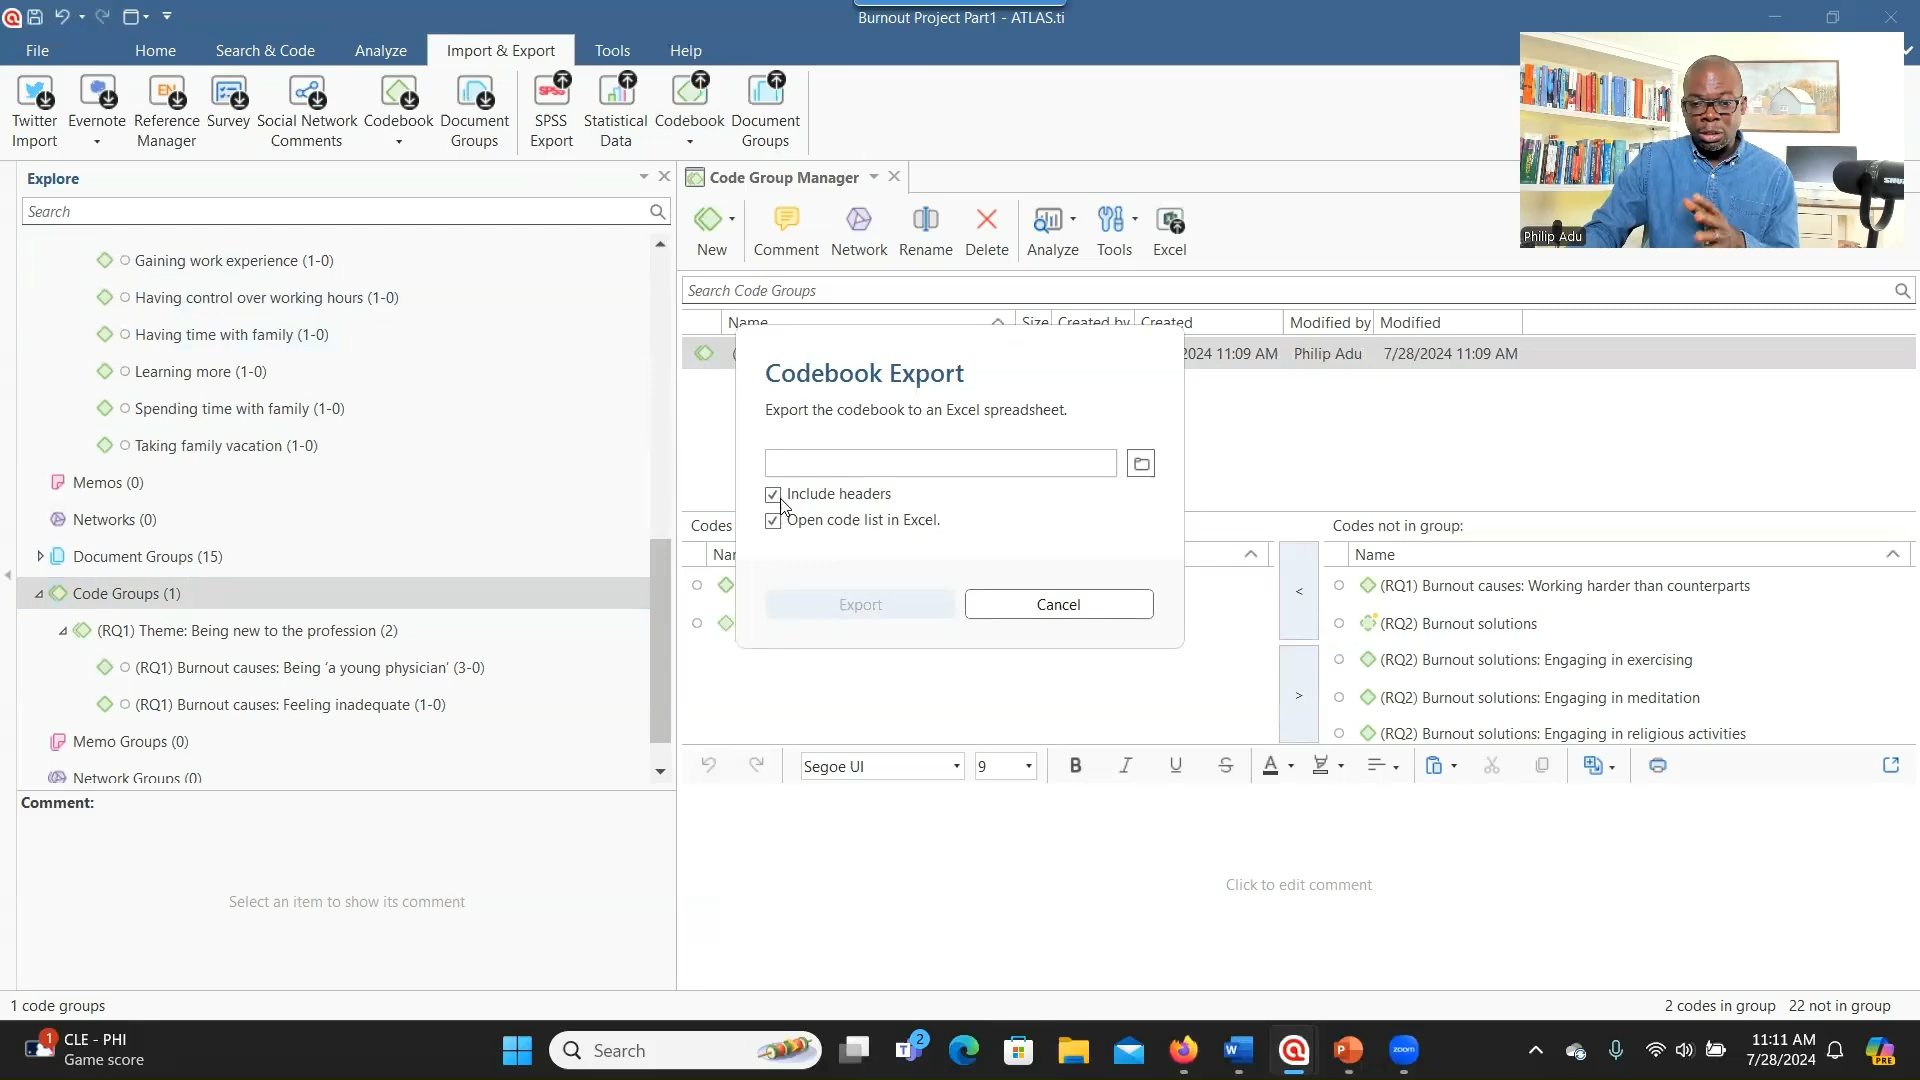 Burnout Project Part1 - ATLAS.ti
File
Home
Search & Code
Analyze
Import & Export
Tools
Help
Twitter Import
Evernote
Reference Manager
Survey
Social Network Comments
Codebook
Document Groups
SPSS Export
Statistical Data
Codebook
Document Groups
Philip Adu
Explore
Search
Gaining work experience (1-0)
Having control over working hours (1-0)
Having time with family (1-0)
Learning more (1-0)
Spending time with family (1-0)
Taking family vacation (1-0)
Memos (0)
Networks (0)
Document Groups (15)
Code Groups (1)
(RQ1) Theme: Being new to the profession (2)
(RQ1) Burnout causes: Being ‘a young physician’ (3-0)
(RQ1) Burnout causes: Feeling inadequate (1-0)
Memo Groups (0)
Network Groups (0)
Comment:
Select an item to show its comment
Code Group Manager
New
Comment
Network
Rename
Delete
Analyze
Tools
Excel
Search Code Groups
Name
Size
Created by
Created
Modified by
Modified
2024 11:09 AM
Philip Adu
7/28/2024 11:09 AM
Codebook Export
Export the codebook to an Excel spreadsheet.
Include headers
Open code list in Excel.
Export
Cancel
Codes
Codes not in group:
Name
<
>
(RQ1) Burnout causes: Working harder than counterparts
(RQ2) Burnout solutions
(RQ2) Burnout solutions: Engaging in exercising
(RQ2) Burnout solutions: Engaging in meditation
(RQ2) Burnout solutions: Engaging in religious activities
Segoe UI
9
B
I
U
S
A
Click to edit comment
1 code groups
2 codes in group
22 not in group
1
CLE - PHI
Game score
Search
2
zoom
11:11 AM
7/28/2024
PRE